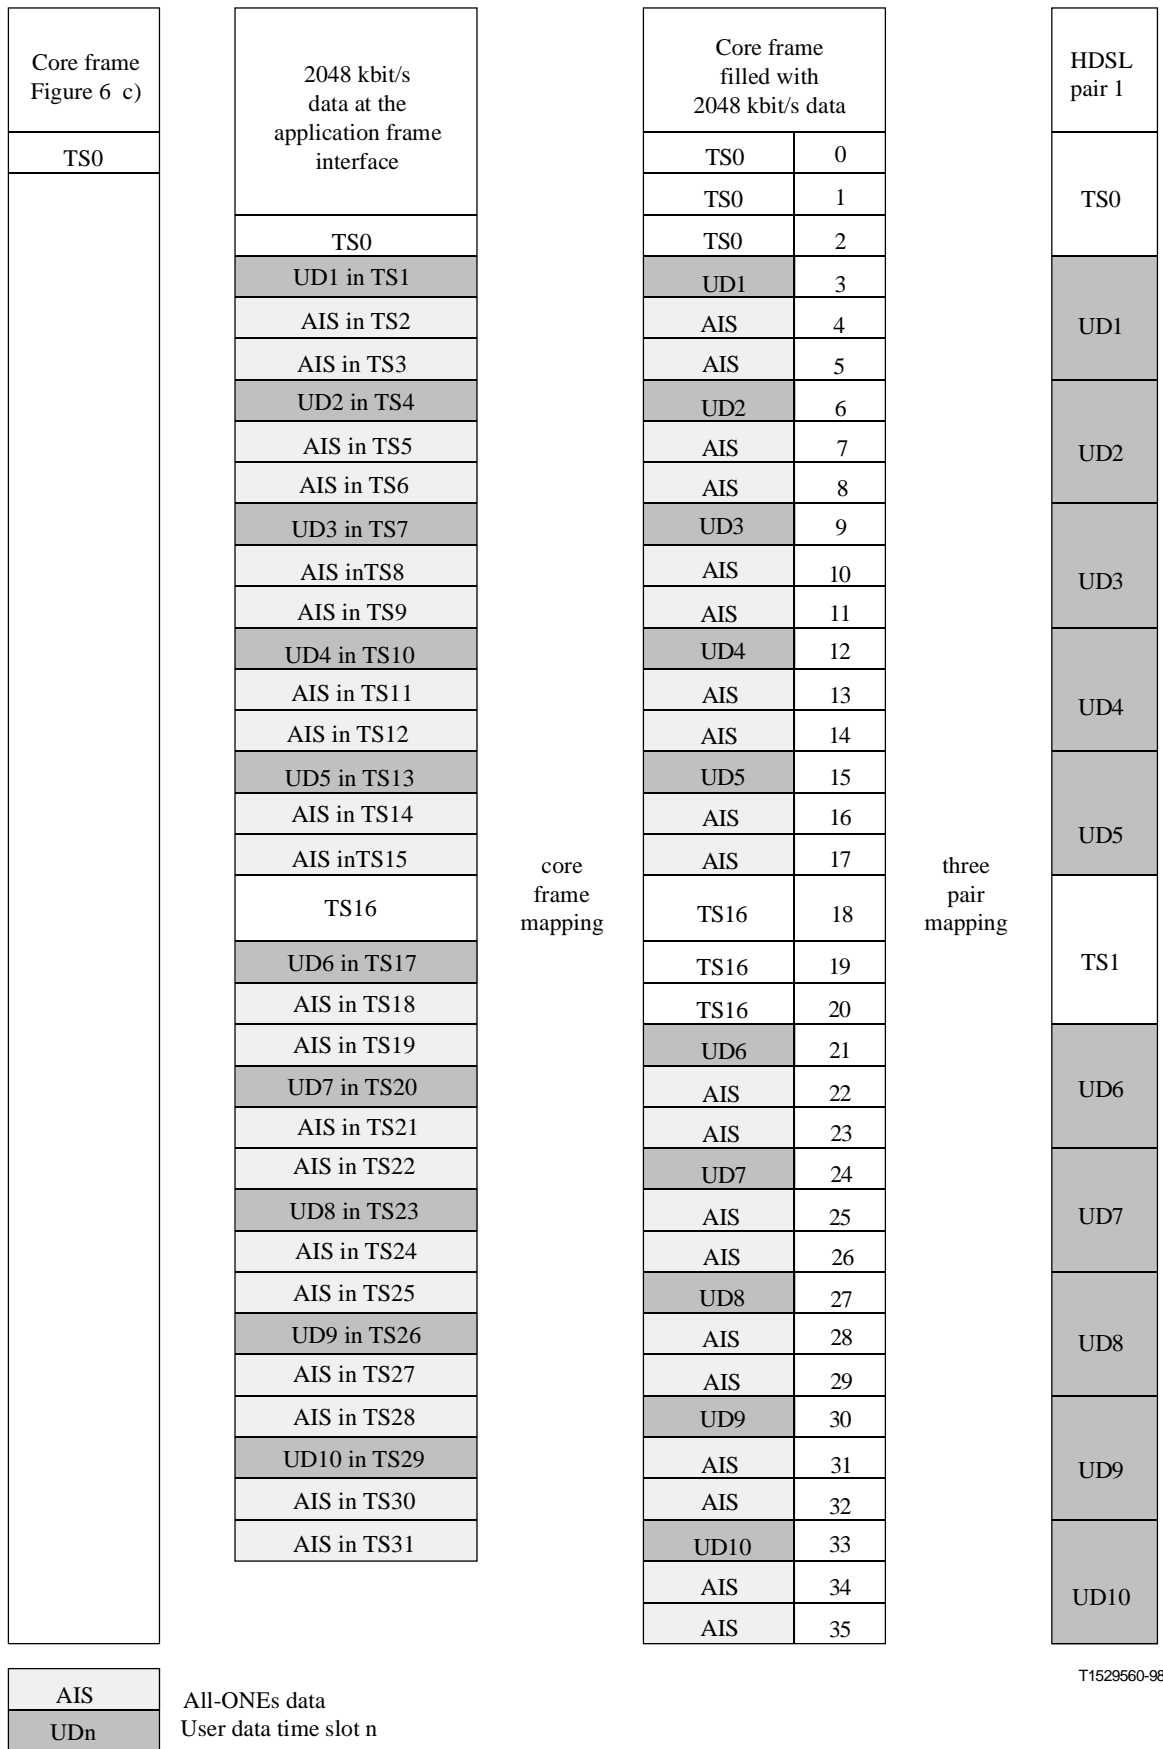 Core frame
Figure 6 c)
TS0
2048 kbit/s
data at the
application frame
interface
TS0
UD1 in TS1
AIS in TS2
AIS in TS3
UD2 in TS4
AIS in TS5
AIS in TS6
UD3 in TS7
AIS inTS8
AIS in TS9
UD4 in TS10
AIS in TS11
AIS in TS12
UD5 in TS13
AIS in TS14
AIS inTS15
TS16
UD6 in TS17
AIS in TS18
AIS in TS19
UD7 in TS20
AIS in TS21
AIS in TS22
UD8 in TS23
AIS in TS24
AIS in TS25
UD9 in TS26
AIS in TS27
AIS in TS28
UD10 in TS29
AIS in TS30
AIS in TS31
core
frame
mapping
Core frame
filled with
2048 kbit/s data
TS0 0
TS0 1
TS0 2
UD1 3
AIS 4
AIS 5
UD2 6
AIS 7
AIS 8
UD3 9
AIS 10
AIS 11
UD4 12
AIS 13
AIS 14
UD5 15
AIS 16
AIS 17
TS16 18
TS16 19
TS16 20
UD6 21
AIS 22
AIS 23
UD7 24
AIS 25
AIS 26
UD8 27
AIS 28
AIS 29
UD9 30
AIS 31
AIS 32
UD10 33
AIS 34
AIS 35
three
pair
mapping
HDSL
pair 1
TS0
UD1
UD2
UD3
UD4
UD5
TS1
UD6
UD7
UD8
UD9
UD10
T1529560-98
AIS All-ONEs data
UDn User data time slot n